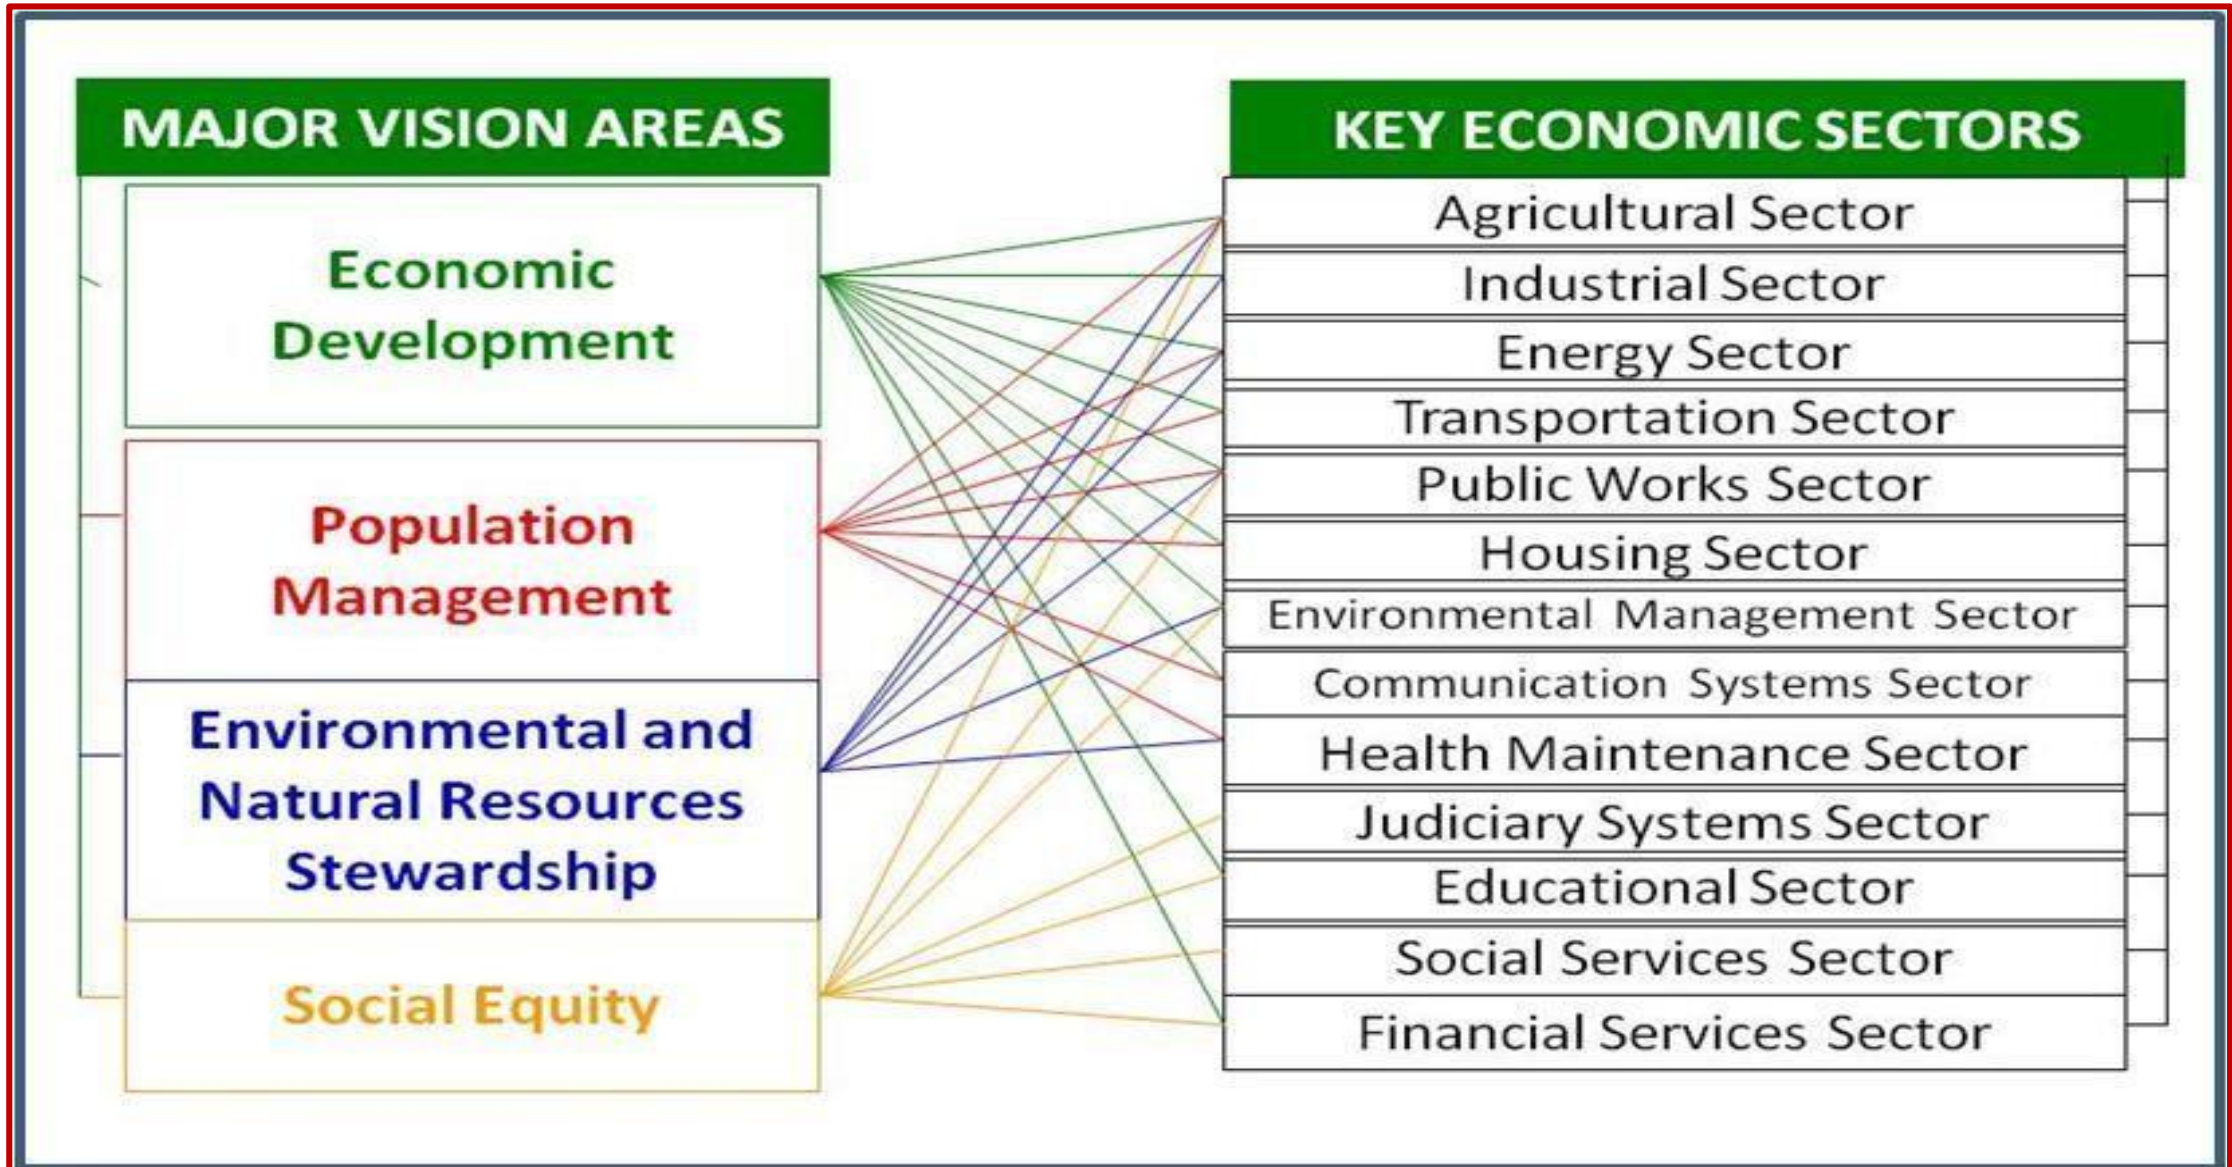 MAJOR VISION AREAS
Economic
Development
Population
Management
Environmental and
Natural Resources
Stewardship
Social Equity
KEY ECONOMIC SECTORS
Agricultural Sector
Industrial Sector
Energy Sector
Transportation Sector
Public Works Sector
Housing Sector
Environmental Management Sector
Communication Systems Sector
Health Maintenance Sector
Judiciary Systems Sector
Educational Sector
Social Services Sector
Financial Services Sector